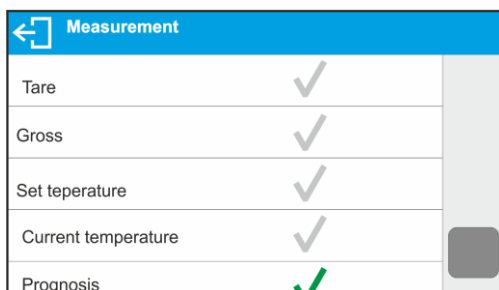 Measurement
Tare
Gross
Set teperature
Current temperature
Prognosis